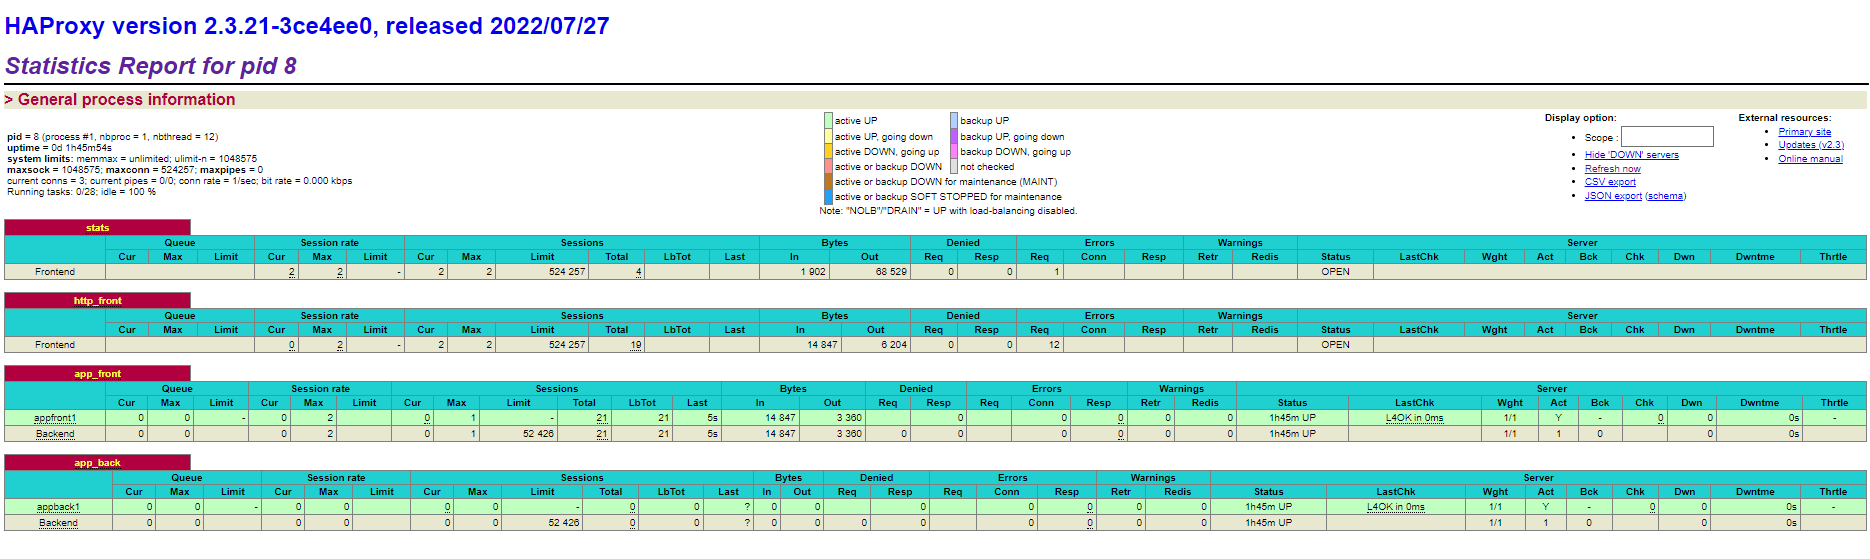 HAProxy version 2.3.21-3ce4ee0, released 2022/07/27
Statistics Report for pid 8
> General process information
pid = 8 (process #1, nbproc = 1, nbthread = 12)
uptime = 0d 1h45m54s
system limits: memmax = unlimited; ulimit-n = 1048575
maxsock = 1048575; maxconn = 524257; maxpipes = 0
current conns = 3; current pipes = 0/0; conn rate = 1/sec; bit rate = 0.000 kbps
Running tasks: 0/28; idle = 100 %
active UP backup UP
active UP, going down backup UP, going down
active DOWN, going up backup DOWN, going up
active or backup DOWN not checked
active or backup DOWN for maintenance (MAINT)
active or backup SOFT STOPPED for maintenance
Note: "NOLB"/"DRAIN" = UP with load-balancing disabled.
Display option:
• Scope :
• Hide 'DOWN' servers
• Refresh now
• CSV export
• JSON export (schema)
External resources:
• Primary site
• Updates (v2.3)
• Online manual
stats
Queue Session rate Sessions Bytes Denied Errors Warnings Server
Cur Max Limit Cur Max Limit Cur Max Limit Total LbTot Last In Out Req Resp Req Conn Resp Retr Redis Status LastChk Wght Act Bck Chk Dwn Dwntme Thrtle
Frontend 2 2 - 2 2 524 257 4 1 902 68 529 0 0 1 OPEN
http_front
Queue Session rate Sessions Bytes Denied Errors Warnings Server
Cur Max Limit Cur Max Limit Cur Max Limit Total LbTot Last In Out Req Resp Req Conn Resp Retr Redis Status LastChk Wght Act Bck Chk Dwn Dwntme Thrtle
Frontend 0 2 - 2 2 524 257 19 14 847 6 204 0 0 12 OPEN
app_front
Queue Session rate Sessions Bytes Denied Errors Warnings Server
Cur Max Limit Cur Max Limit Cur Max Limit Total LbTot Last In Out Req Resp Req Conn Resp Retr Redis Status LastChk Wght Act Bck Chk Dwn Dwntme Thrtle
appfront1 0 0 - 0 2 0 1 - 21 21 5s 14 847 3 360 0 0 0 0 0 1h45m UP L4OK in 0ms 1/1 Y - 0 0 0s -
Backend 0 0 0 2 0 1 52 426 21 21 5s 14 847 3 360 0 0 0 0 0 0 1h45m UP 1/1 1 0 0 0s
app_back
Queue Session rate Sessions Bytes Denied Errors Warnings Server
Cur Max Limit Cur Max Limit Cur Max Limit Total LbTot Last In Out Req Resp Req Conn Resp Retr Redis Status LastChk Wght Act Bck Chk Dwn Dwntme Thrtle
appback1 0 0 - 0 0 0 0 - 0 0 ? 0 0 0 0 0 0 0 1h45m UP L4OK in 0ms 1/1 Y - 0 0 0s -
Backend 0 0 0 0 0 0 52 426 0 0 ? 0 0 0 0 0 0 0 0 1h45m UP 1/1 1 0 0 0s